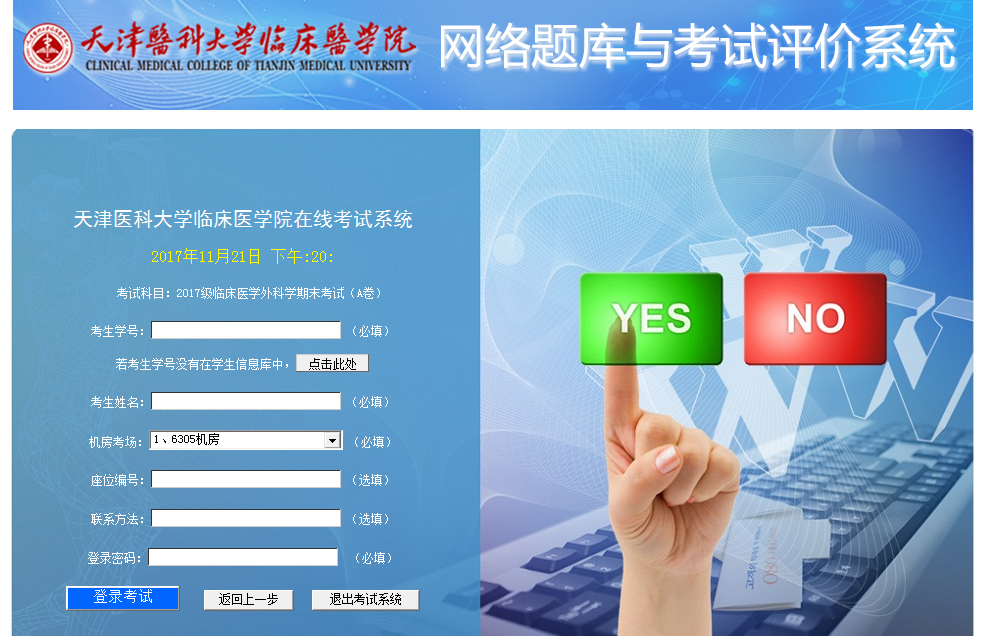 天津醫科大學临床醫學院
CLINICAL MEDICAL COLLEGE OF TIANJIN MEDICAL UNIVERSITY
网络题库与考试评价系统
天津医科大学临床医学院在线考试系统
2017年11月21日 下午:20:
考试科目：2017级临床医学外科学期末考试（A卷）
考生学号： （必填）
若考生学号没有在学生信息库中， 点击此处
考生姓名： （必填）
机房考场： 1、6305机房 （必填）
座位编号： （选填）
联系方法： （选填）
登录密码： （必填）
登录考试 返回上一步 退出考试系统
YES NO